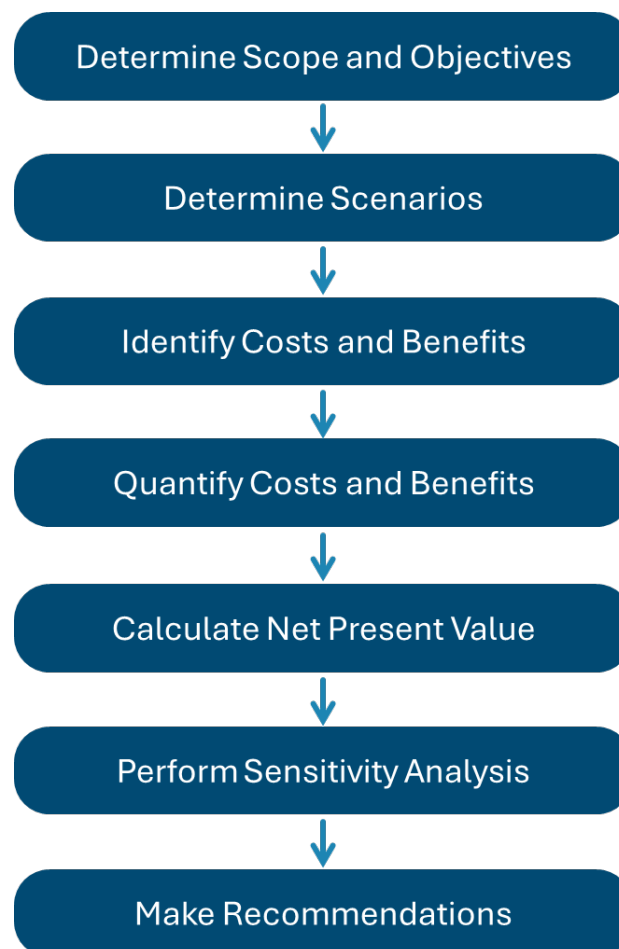 Determine Scope and Objectives
Determine Scenarios
Identify Costs and Benefits
Quantify Costs and Benefits
Calculate Net Present Value
Perform Sensitivity Analysis
Make Recommendations